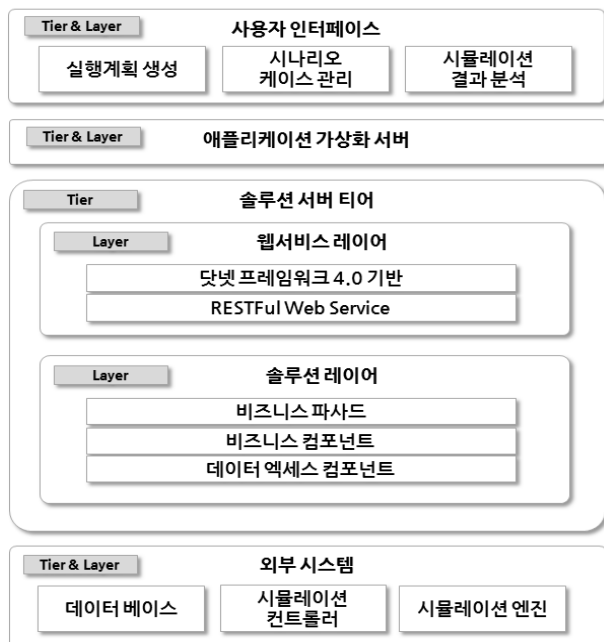 Tier & Layer
사용자 인터페이스
실행계획 생성
시나리오
케이스 관리
시뮬레이션
결과 분석
Tier & Layer
애플리케이션 가상화 서버
Tier
솔루션 서버 티어
Layer
웹서비스 레이어
닷넷 프레임워크 4.0 기반
RESTFul Web Service
Layer
솔루션 레이어
비즈니스 파사드
비즈니스 컴포넌트
데이터 엑세스 컴포넌트
Tier & Layer
외부 시스템
데이터 베이스
시뮬레이션
컨트롤러
시뮬레이션 엔진